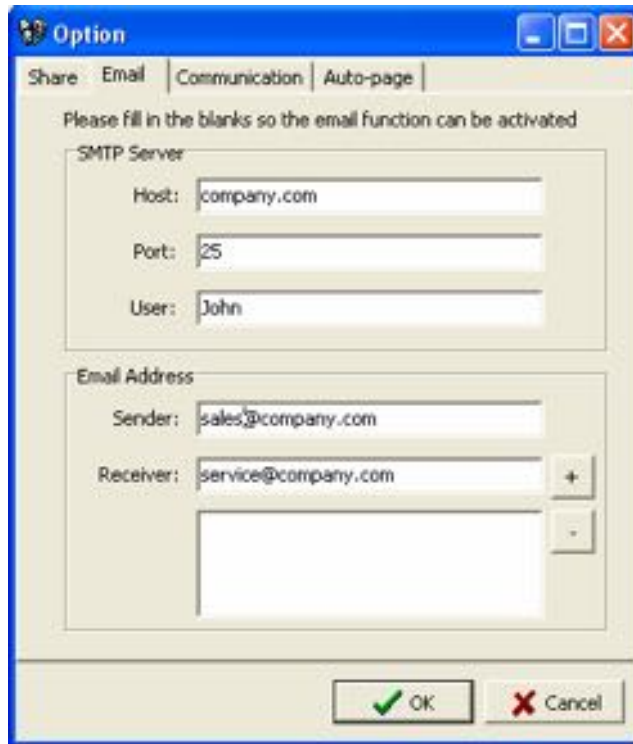 Option
Share Email Communication Auto-page
Please fill in the blanks so the email function can be activated
SMTP Server
Host: company.com
Port: 25
User: John
Email Address
Sender: sales@company.com
Receiver: service@company.com +
-
OK Cancel